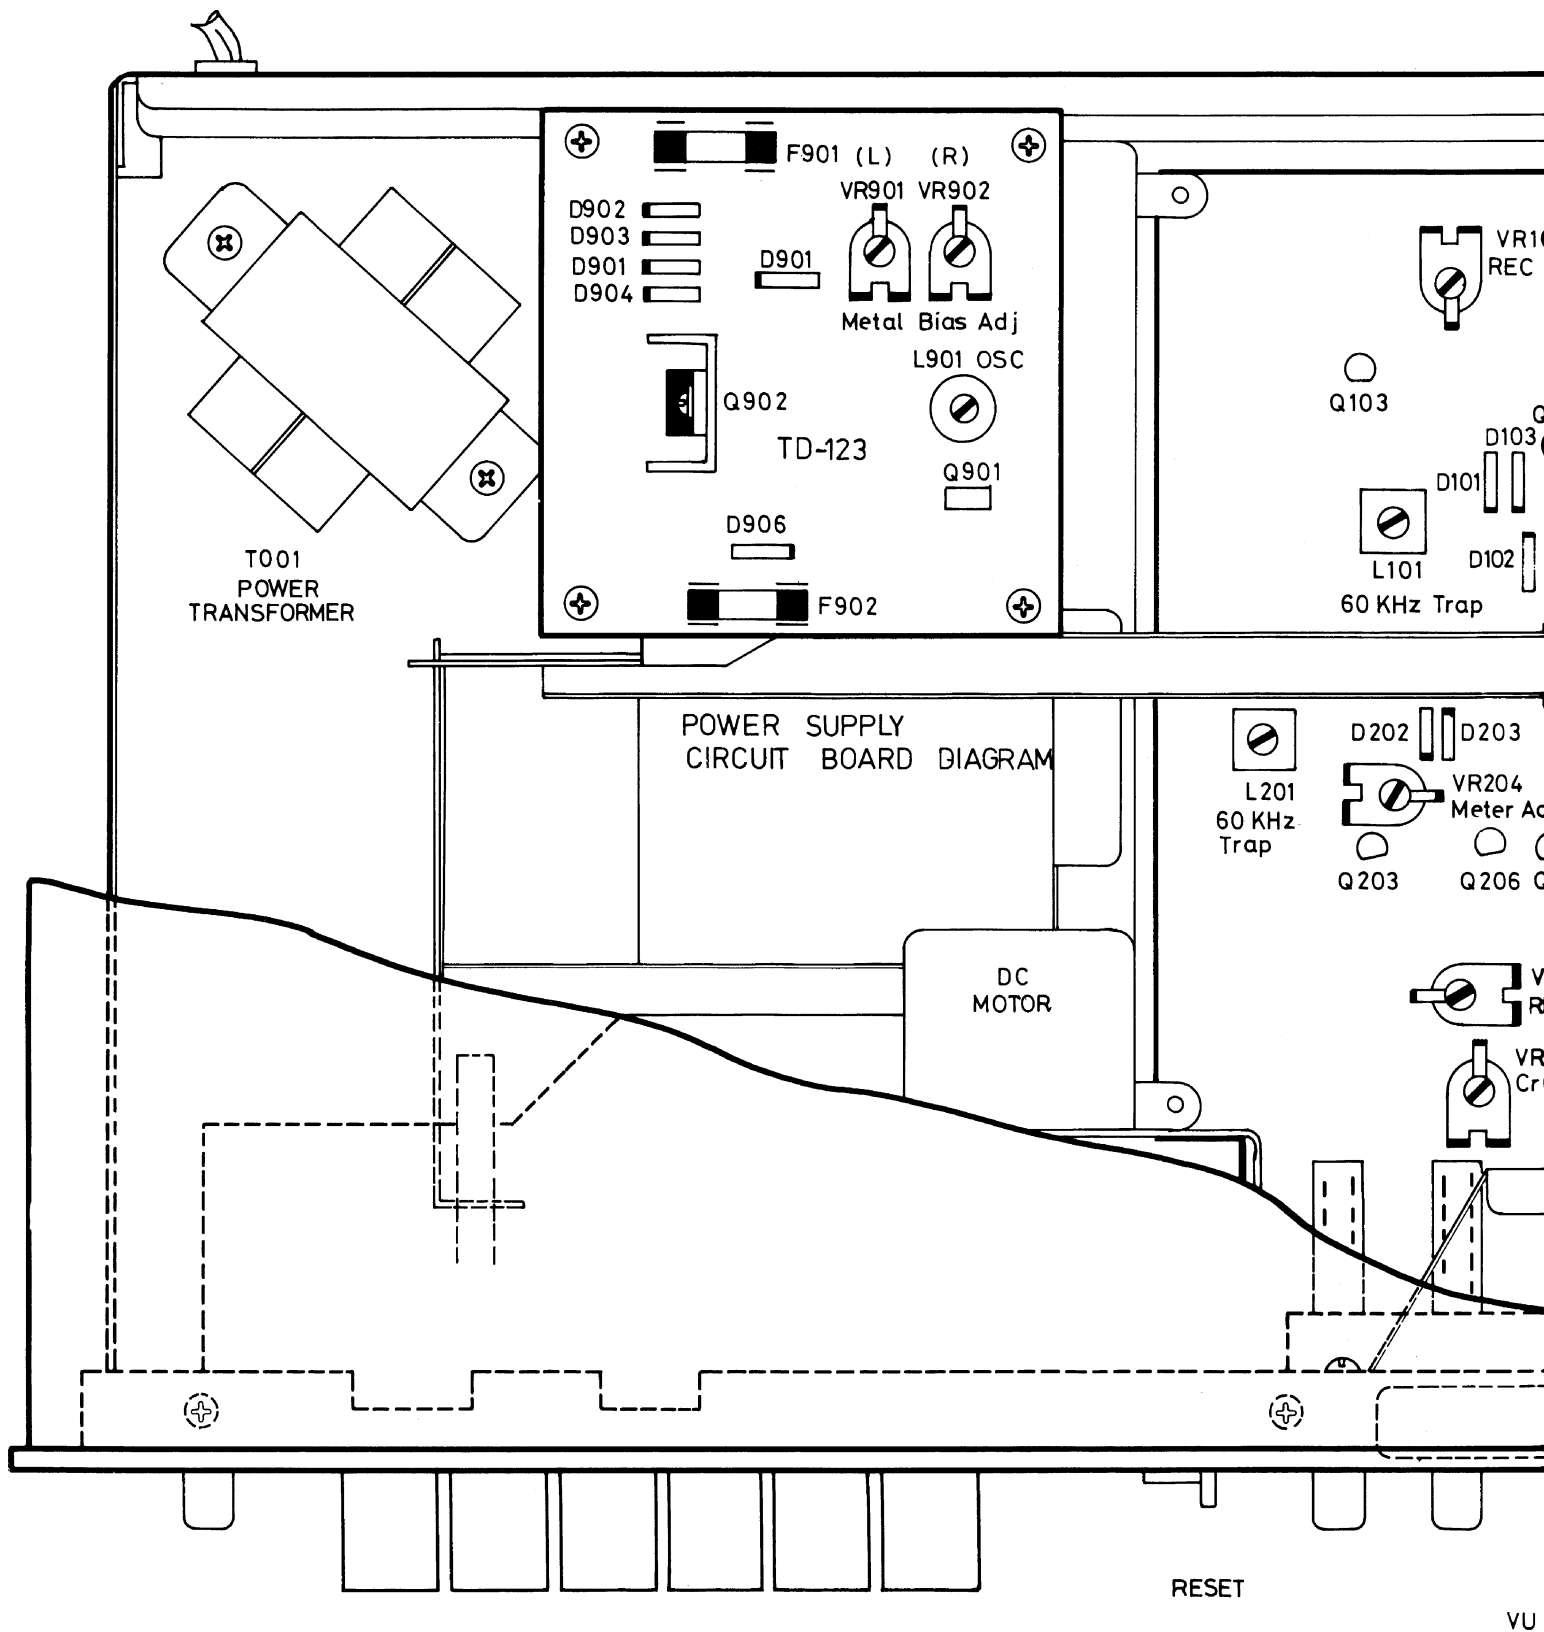 F901 (L) (R)
VR901 VR902
D902
D903
D901
D904
D901
Metal Bias Adj
L901 OSC
Q902
TD-123
Q901
D906
F902
T001
POWER
TRANSFORMER
REC
Q103
D103
D101
D102
L101
60 KHz Trap
POWER SUPPLY
CIRCUIT BOARD DIAGRAM
L201
60 KHz
Trap
D202
D203
VR204
Meter
Q203
Q206
DC
MOTOR
VR
RESET
VU